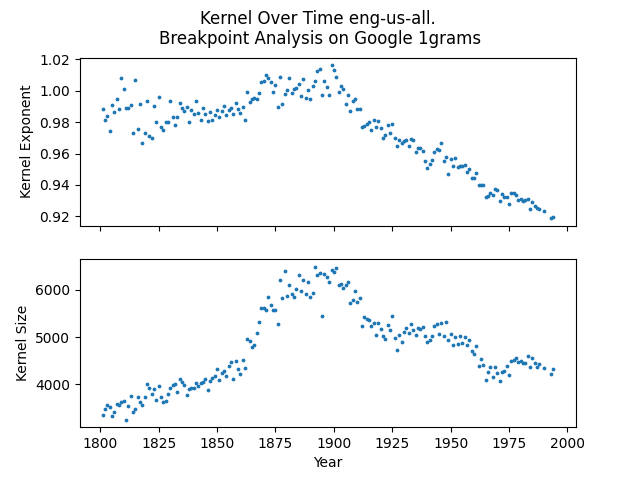 Kernel Over Time eng-us-all.
Breakpoint Analysis on Google 1grams
Kernel Exponent
1.02
1.00
0.98
0.96
0.94
0.92
Kernel Size
6000
5000
4000
1800 1825 1850 1875 1900 1925 1950 1975 2000
Year